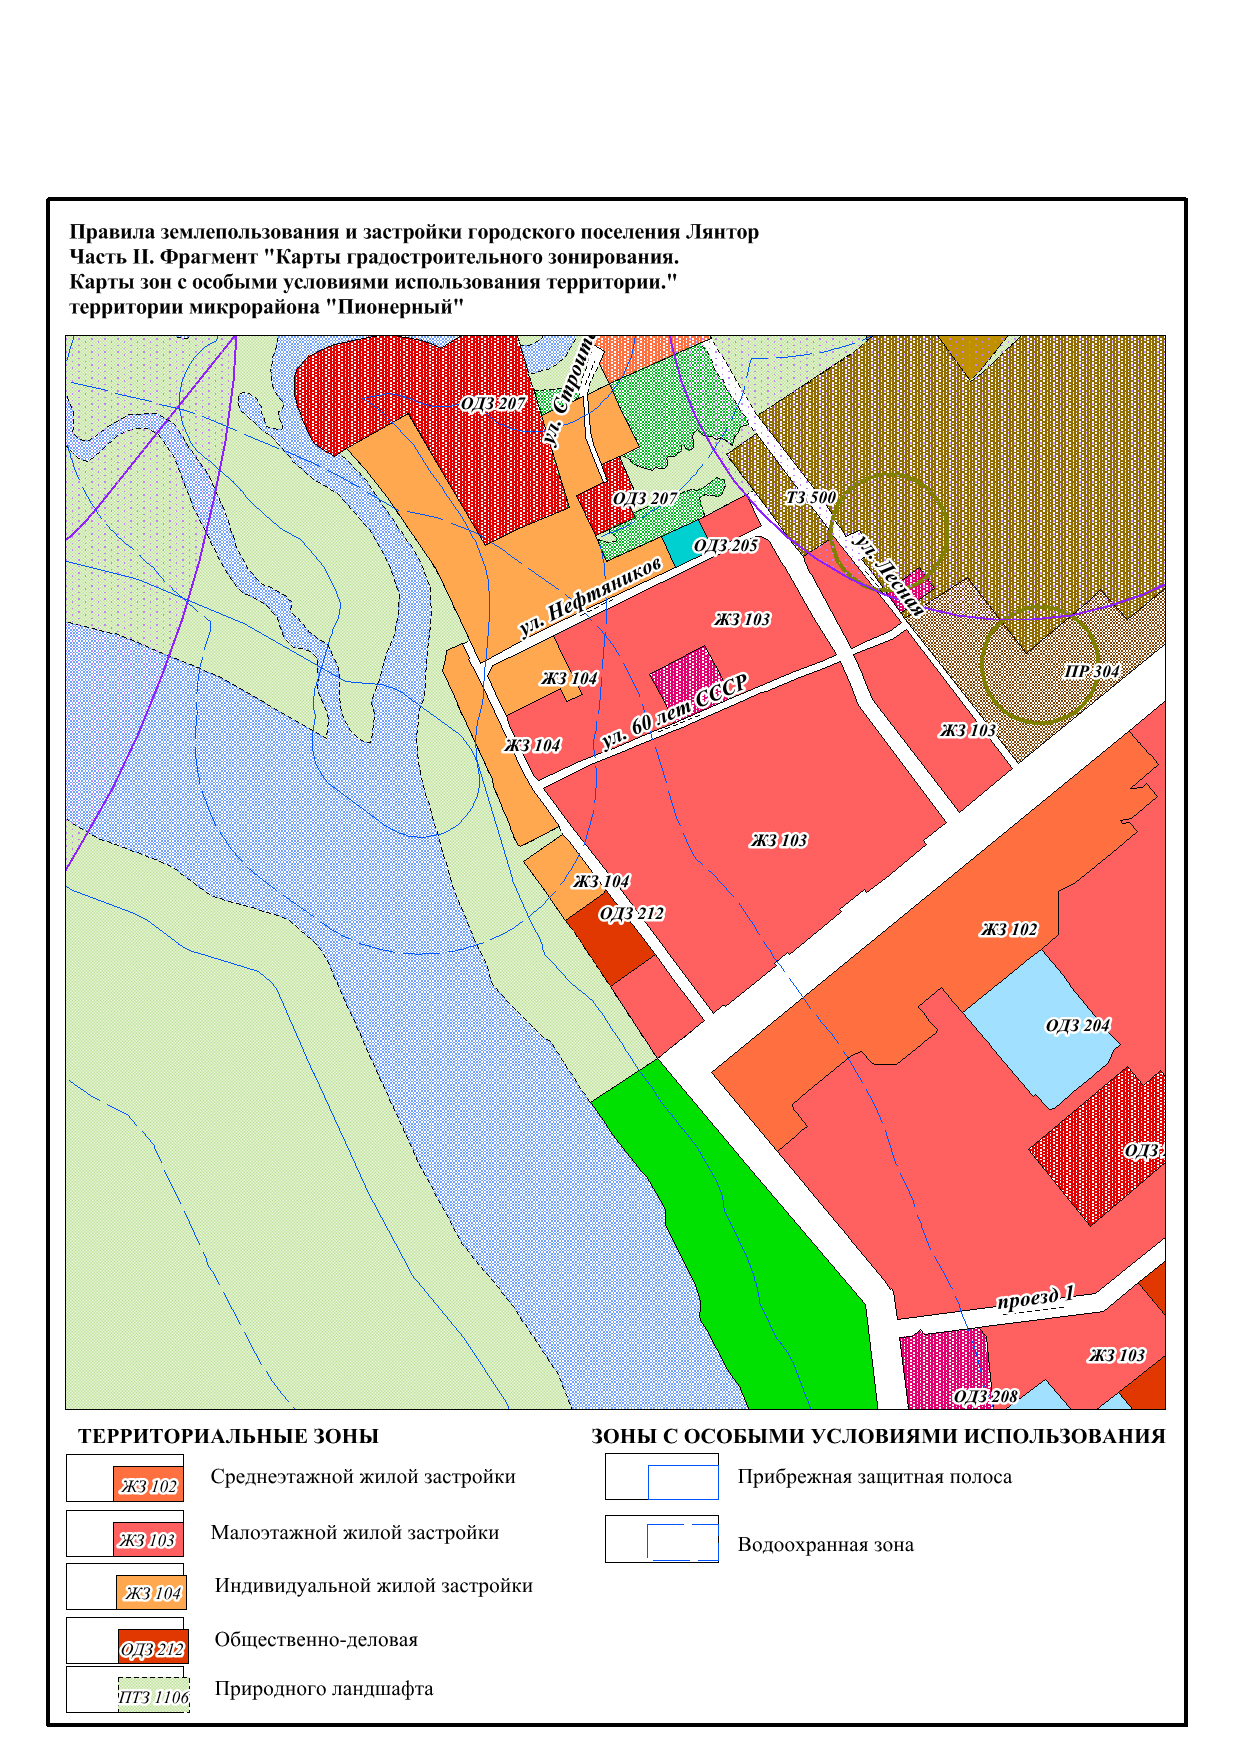 Правила землепользования и застройки городского поселения Лянтор
Часть II. Фрагмент "Карты градостроительного зонирования.
Карты зон с особыми условиями использования территории."
территории микрорайона "Пионерный"
ул. Строит
ОДЗ 207
ОДЗ 207
ТЗ 500
ОДЗ 205
ул. Лесная
ул. Нефтяников
ЖЗ 103
ЖЗ 104
ПР 304
ул. 60 лет СССР
ЖЗ 103
ЖЗ 104
ЖЗ 103
ЖЗ 104
ОДЗ 212
ЖЗ 102
ОДЗ 204
ОДЗ
проезд 1
ЖЗ 103
ОДЗ 208
ТЕРРИТОРИАЛЬНЫЕ ЗОНЫ
ЖЗ 102 Среднеэтажной жилой застройки
ЖЗ 103 Малоэтажной жилой застройки
ЖЗ 104 Индивидуальной жилой застройки
ОДЗ 212 Общественно-деловая
ПТЗ 1106 Природного ландшафта
ЗОНЫ С ОСОБЫМИ УСЛОВИЯМИ ИСПОЛЬЗОВАНИЯ
Прибрежная защитная полоса
Водоохранная зона